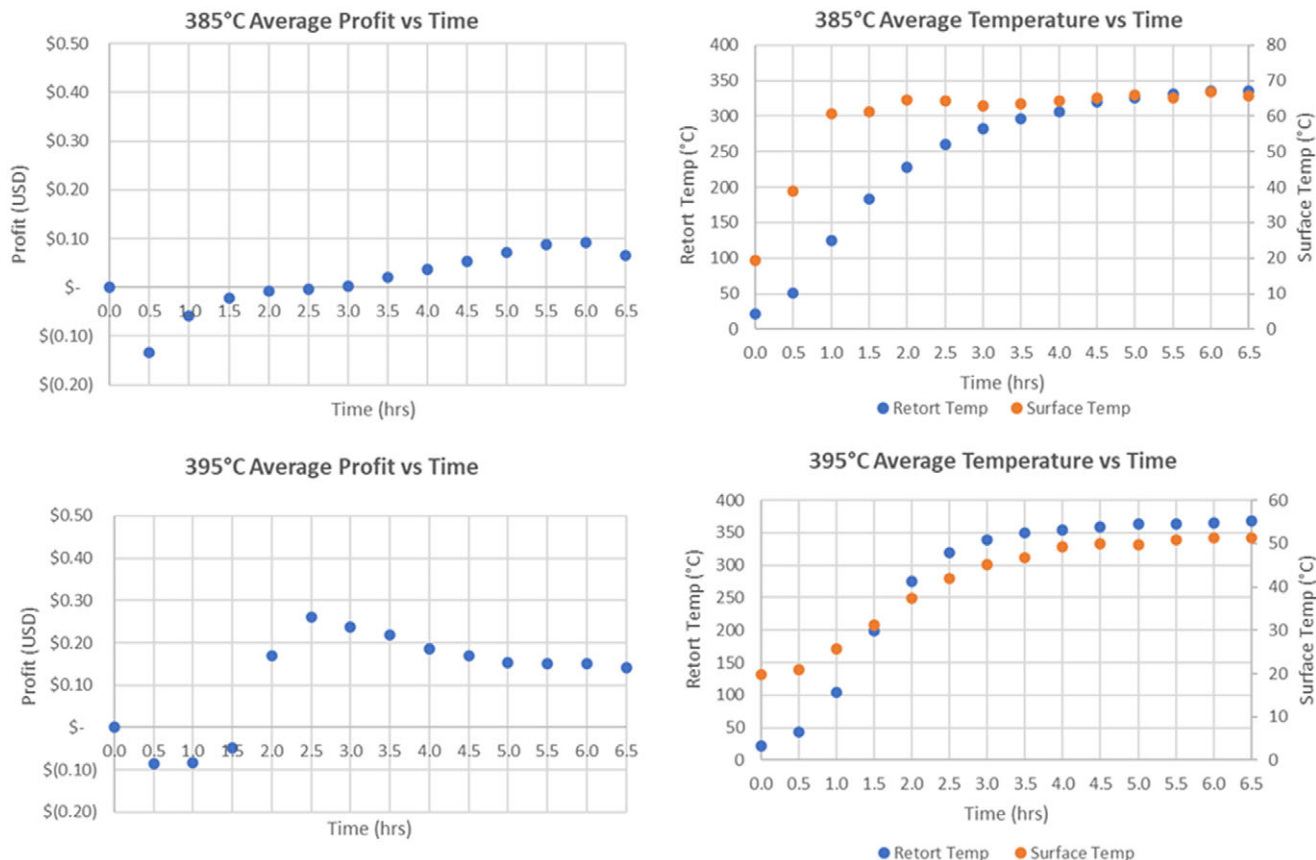 385°C Average Profit vs Time
$0.50
$0.40
$0.30
$0.20
$0.10
$-
$(0.10)
$(0.20)
0.0 0.5 1.0 1.5 2.0 2.5 3.0 3.5 4.0 4.5 5.0 5.5 6.0 6.5
Profit (USD)
Time (hrs)
385°C Average Temperature vs Time
400
350
300
250
200
150
100
50
0
80
70
60
50
40
30
20
10
0
0.0 0.5 1.0 1.5 2.0 2.5 3.0 3.5 4.0 4.5 5.0 5.5 6.0 6.5
Retort Temp (°C)
Surface Temp (°C)
Time (hrs)
Retort Temp Surface Temp
395°C Average Profit vs Time
$0.50
$0.40
$0.30
$0.20
$0.10
$-
$(0.10)
$(0.20)
0.0 0.5 1.0 1.5 2.0 2.5 3.0 3.5 4.0 4.5 5.0 5.5 6.0 6.5
Profit (USD)
Time (hrs)
395°C Average Temperature vs Time
400
350
300
250
200
150
100
50
0
60
50
40
30
20
10
0
0.0 0.5 1.0 1.5 2.0 2.5 3.0 3.5 4.0 4.5 5.0 5.5 6.0 6.5
Retort Temp (°C)
Surface Temp (°C)
Time (hrs)
Retort Temp Surface Temp